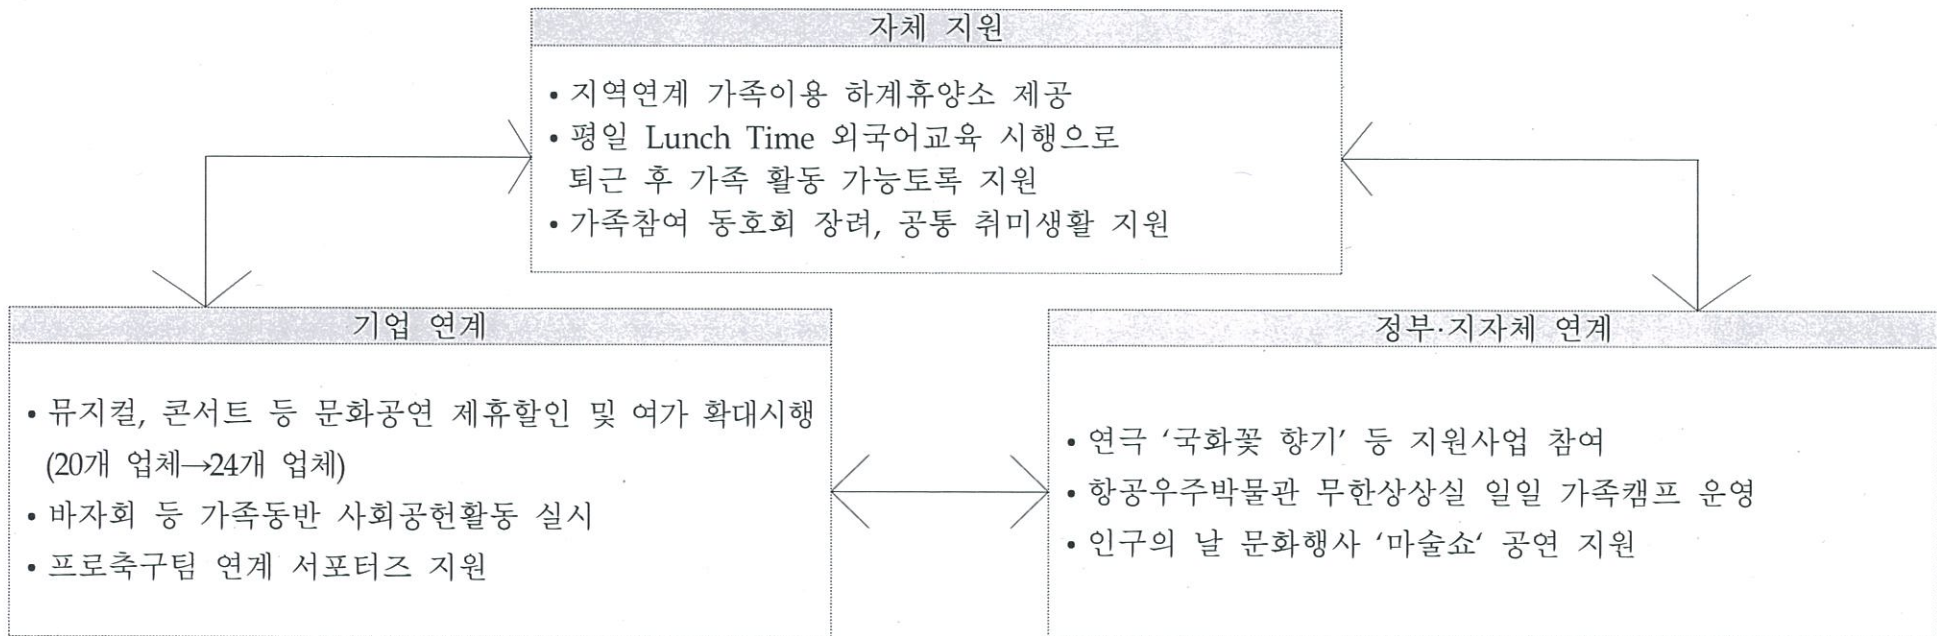 자체 지원
• 지역연계 가족이용 하계휴양소 제공
• 평일 Lunch Time 외국어교육 시행으로
퇴근 후 가족 활동 가능토록 지원
• 가족참여 동호회 장려, 공통 취미생활 지원
기업 연계
• 뮤지컬, 콘서트 등 문화공연 제휴할인 및 여가 확대시행
(20개 업체→24개 업체)
• 바자회 등 가족동반 사회공헌활동 실시
• 프로축구팀 연계 서포터즈 지원
정부·지자체 연계
• 연극 ‘국화꽃 향기’ 등 지원사업 참여
• 항공우주박물관 무한상상실 일일 가족캠프 운영
• 인구의 날 문화행사 ‘마술쇼‘ 공연 지원